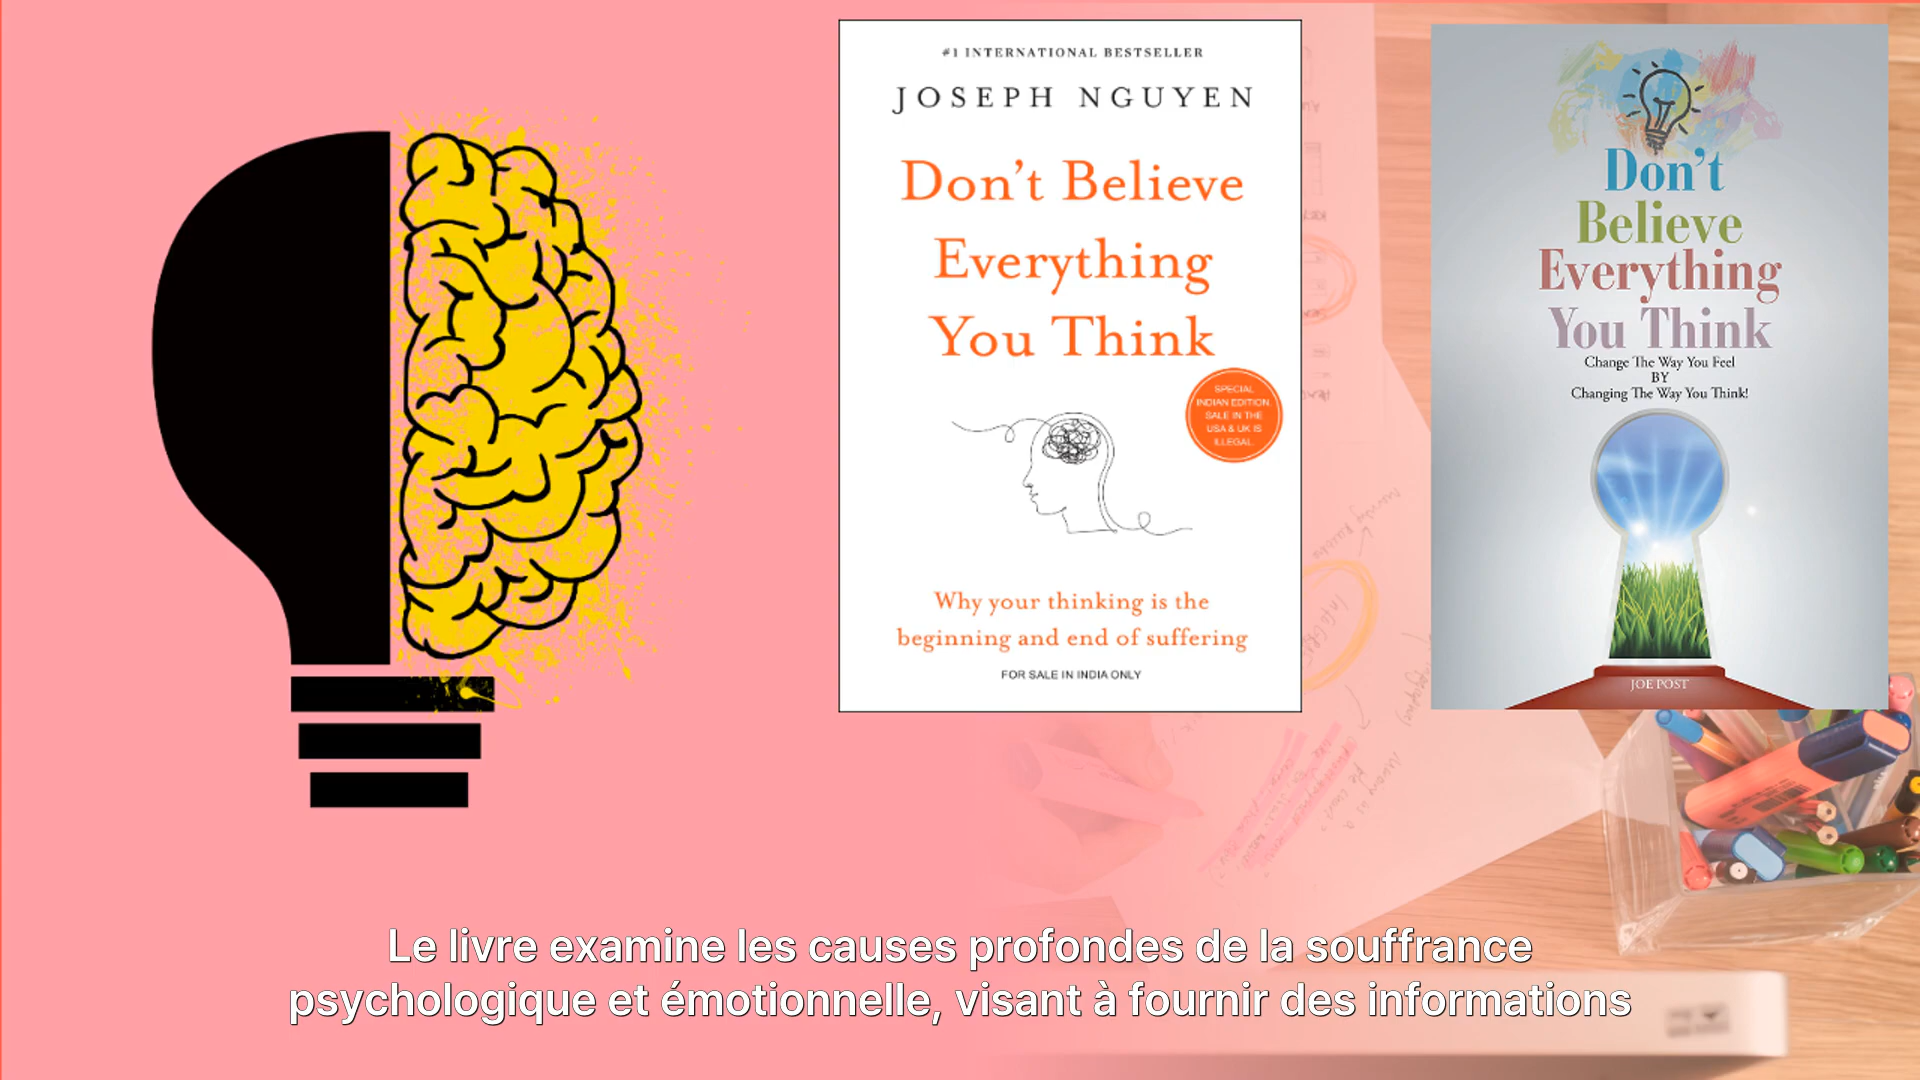 #1 INTERNATIONAL BESTSELLER
JOSEPH NGUYEN
Don’t Believe
Everything
You Think
SPECIAL
INDIAN EDITION.
SALE IN THE
USA & UK IS
ILLEGAL.
Why your thinking is the
beginning and end of suffering
FOR SALE IN INDIA ONLY
Don’t
Believe
Everything
You Think
Change The Way You Feel
BY
Changing The Way You Think!
JOE POST
Le livre examine les causes profondes de la souffrance
psychologique et émotionnelle, visant à fournir des informations